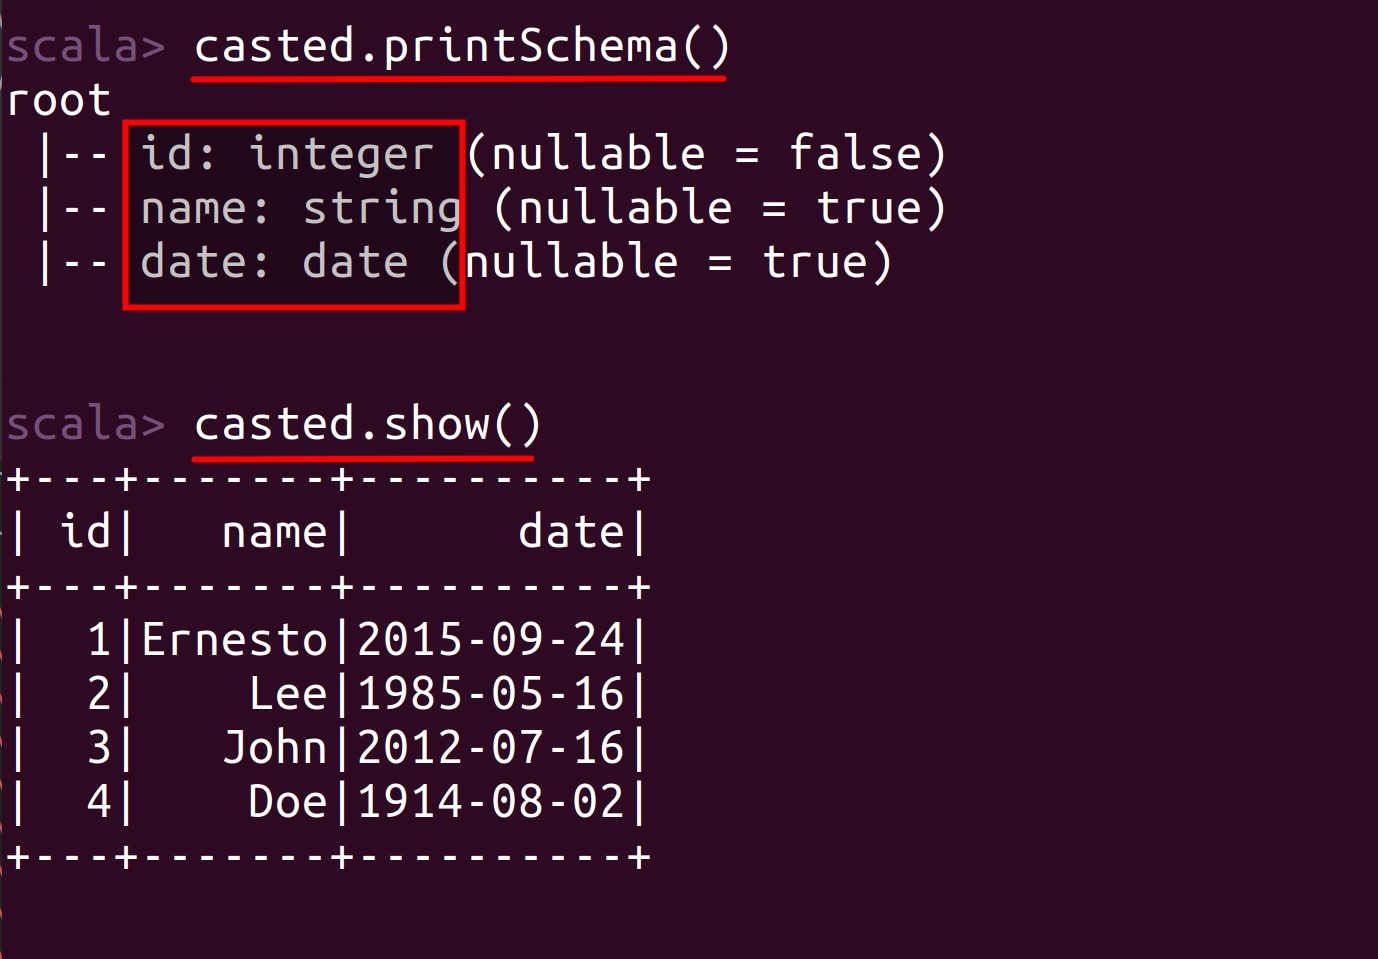 scala> casted.printSchema()
root
 |-- id: integer (nullable = false)
 |-- name: string (nullable = true)
 |-- date: date (nullable = true)
scala> casted.show()
+---+-------+----------+
| id|   name|      date|
+---+-------+----------+
|  1|Ernesto|2015-09-24|
|  2|    Lee|1985-05-16|
|  3|   John|2012-07-16|
|  4|    Doe|1914-08-02|
+---+-------+----------+